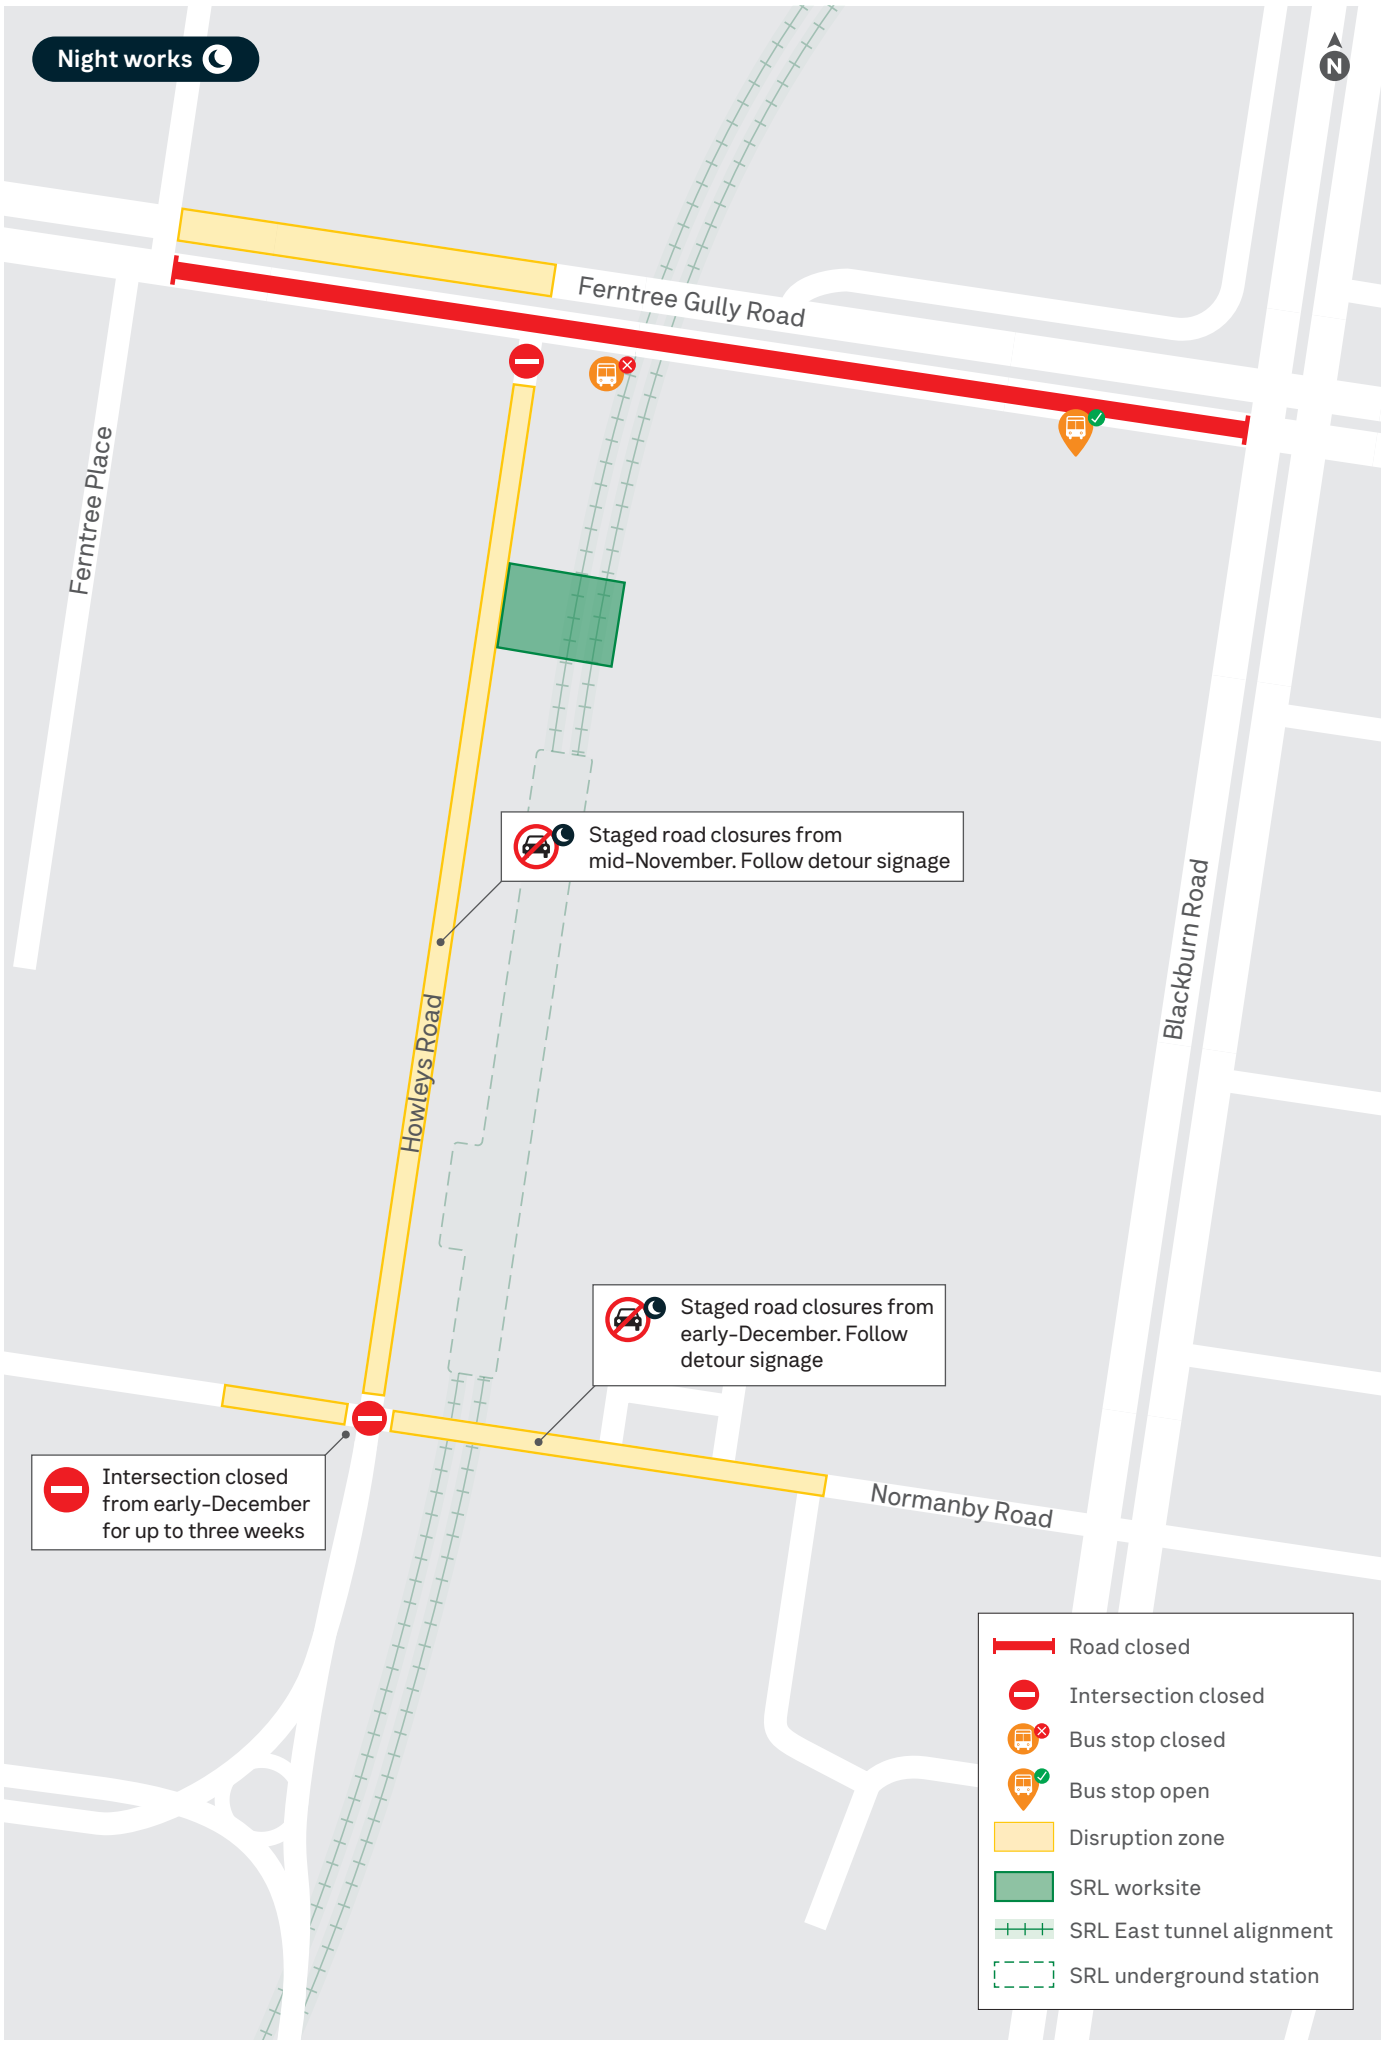 Night works
N
Ferntree Gully Road
Ferntree Place
Staged road closures from
mid-November. Follow detour signage
Blackburn Road
Howleys Road
Staged road closures from
early-December. Follow
detour signage
Intersection closed
from early-December
for up to three weeks
Normanby Road
Road closed
Intersection closed
Bus stop closed
Bus stop open
Disruption zone
SRL worksite
SRL East tunnel alignment
SRL underground station